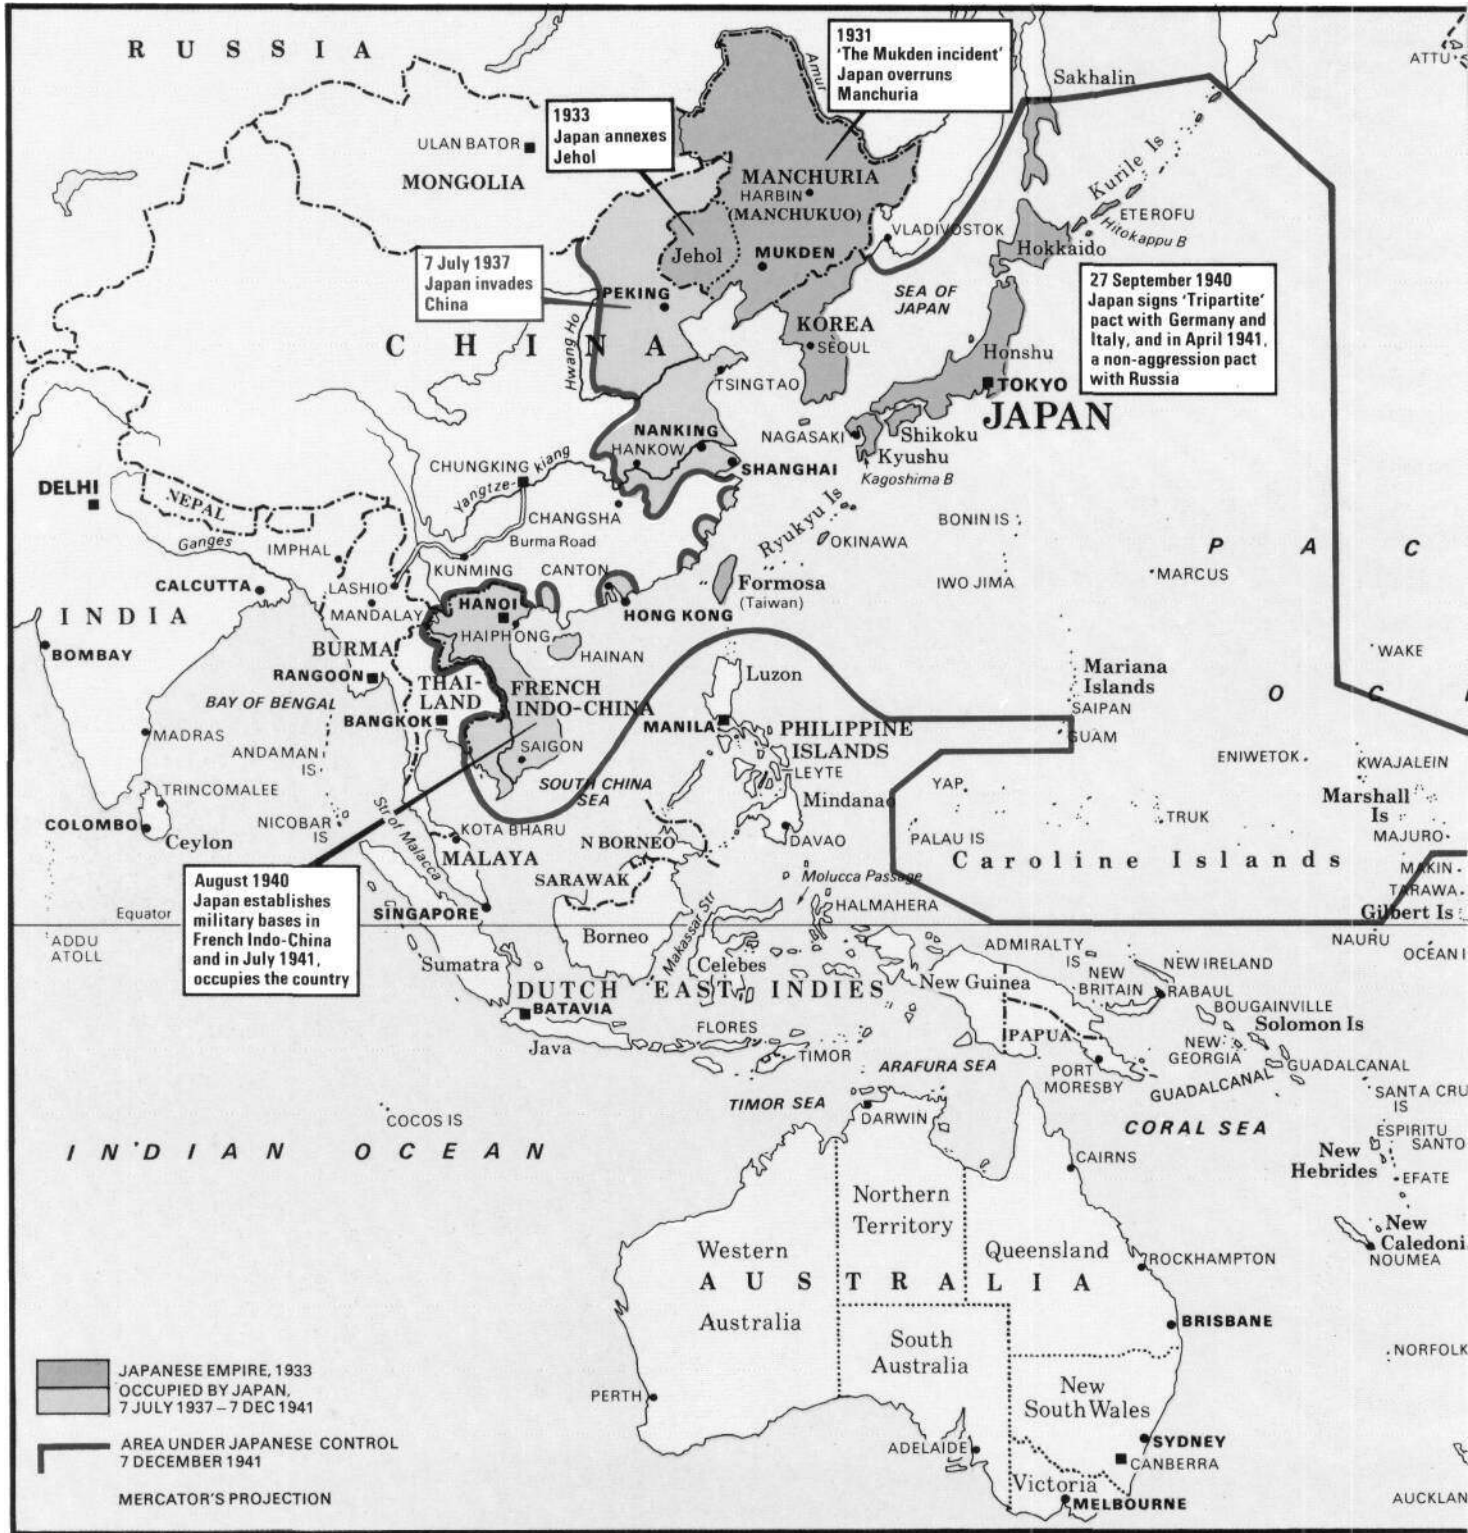 RUSSIA
1931
'The Mukden incident'
Japan overruns
Manchuria
Amur
Sakhalin
ATTU
1933
Japan annexes
Jehol
ULAN BATOR
MONGOLIA
MANCHURIA
HARBIN
(MANCHUKUO)
Kurile Is
ETEROFU
Hitokappu B
VLADIVOSTOK
Hokkaido
7 July 1937
Japan invades
China
Jehol
MUKDEN
PEKING
SEA OF
JAPAN
27 September 1940
Japan signs 'Tripartite'
pact with Germany and
Italy, and in April 1941,
a non-aggression pact
with Russia
CHINA
Hwang Ho
KOREA
SEOUL
Honshu
TSINGTAO
TOKYO
JAPAN
NANKING
HANKOW
NAGASAKI
Shikoku
Kyushu
Kagoshima B
SHANGHAI
CHUNGKING
Yangtze-kiang
DELHI
NEPAL
CHANGSHA
Burma Road
Ryukyu Is
OKINAWA
BONIN IS
Ganges
IMPHAL
KUNMING
CANTON
PAC
MARCUS
CALCUTTA
LASHIO
MANDALAY
HANOI
HAIPHONG
HONG KONG
Formosa
(Taiwan)
IWO JIMA
INDIA
BOMBAY
BURMA
RANGOON
HAINAN
WAKE
BAY OF BENGAL
THAI-
LAND
BANGKOK
FRENCH
INDO-CHINA
Luzon
Mariana
Islands
SAIPAN
GUAM
OC
MADRAS
ANDAMAN
IS
SAIGON
MANILA
PHILIPPINE
ISLANDS
LEYTE
Mindanao
ENIWETOK
KWAJALEIN
TRINCOMALEE
SOUTH CHINA
SEA
YAP
Marshall
Is
COLOMBO
Ceylon
NICOBAR
IS
Str of Malacca
KOTA BHARU
MALAYA
N BORNEO
DAVAO
PALAU IS
TRUK
MAJURO
Caroline Islands
MAKIN
August 1940
Japan establishes
military bases in
French Indo-China
and in July 1941,
occupies the country
SARAWAK
Molucca Passage
HALMAHERA
TARAWA
Gilbert Is
Equator
SINGAPORE
Borneo
Makassar Str
ADDU
ATOLL
Sumatra
Celebes
New Guinea
ADMIRALTY
IS
NEW IRELAND
NAURU
OCEAN I
DUTCH EAST INDIES
NEW
BRITAIN
RABAUL
BATAVIA
Java
FLORES
TIMOR
ARAFURA SEA
PAPUA
PORT
MORESBY
BOUGAINVILLE
Solomon Is
NEW
GEORGIA
GUADALCANAL
GUADALCANAL
SANTA CRU
IS
TIMOR SEA
DARWIN
CORAL SEA
COCOS IS
INDIAN OCEAN
ESPIRITU
SANTO
New
Hebrides
EFATE
CAIRNS
Northern
Territory
New
Caledoni
NOUMEA
Western
Australia
Queensland
ROCKHAMPTON
AUSTRALIA
South
Australia
BRISBANE
JAPANESE EMPIRE, 1933
OCCUPIED BY JAPAN,
7 JULY 1937 – 7 DEC 1941
AREA UNDER JAPANESE CONTROL
7 DECEMBER 1941
MERCATOR'S PROJECTION
PERTH
New
South Wales
NORFOLK
ADELAIDE
SYDNEY
CANBERRA
Victoria
MELBOURNE
AUCKLAN